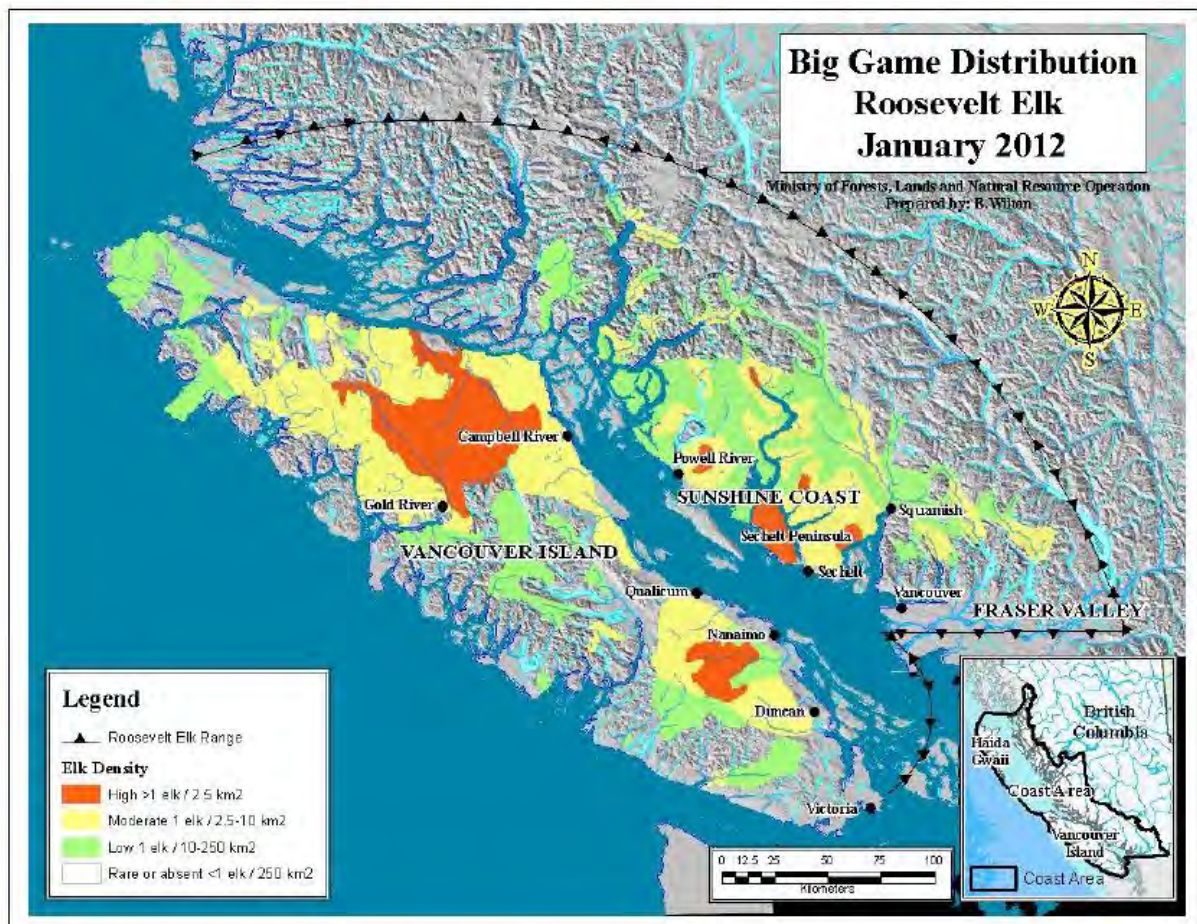 Big Game Distribution
Roosevelt Elk
January 2012
Ministry of Forests, Lands and Natural Resource Operation
Prepared by: B. Wilton
N
W
E
S
Campbell River
Powell River
SUNSHINE COAST
Gold River
Squamish
Sechelt Peninsula
VANCOUVER ISLAND
Sechelt
Qualicum
Vancouver
FRASER VALLEY
Nanaimo
Duncan
Victoria
Legend
Roosevelt Elk Range
Elk Density
High >1 elk / 2.5 km2
Moderate 1 elk / 2.5-10 km2
Low 1 elk / 10-250 km2
Rare or absent <1 elk / 250 km2
0 12.5 25 50 75 100
Kilometers
British
Columbia
Haida
Gwaii
Coast Area
Vancouver
Island
Coast Area